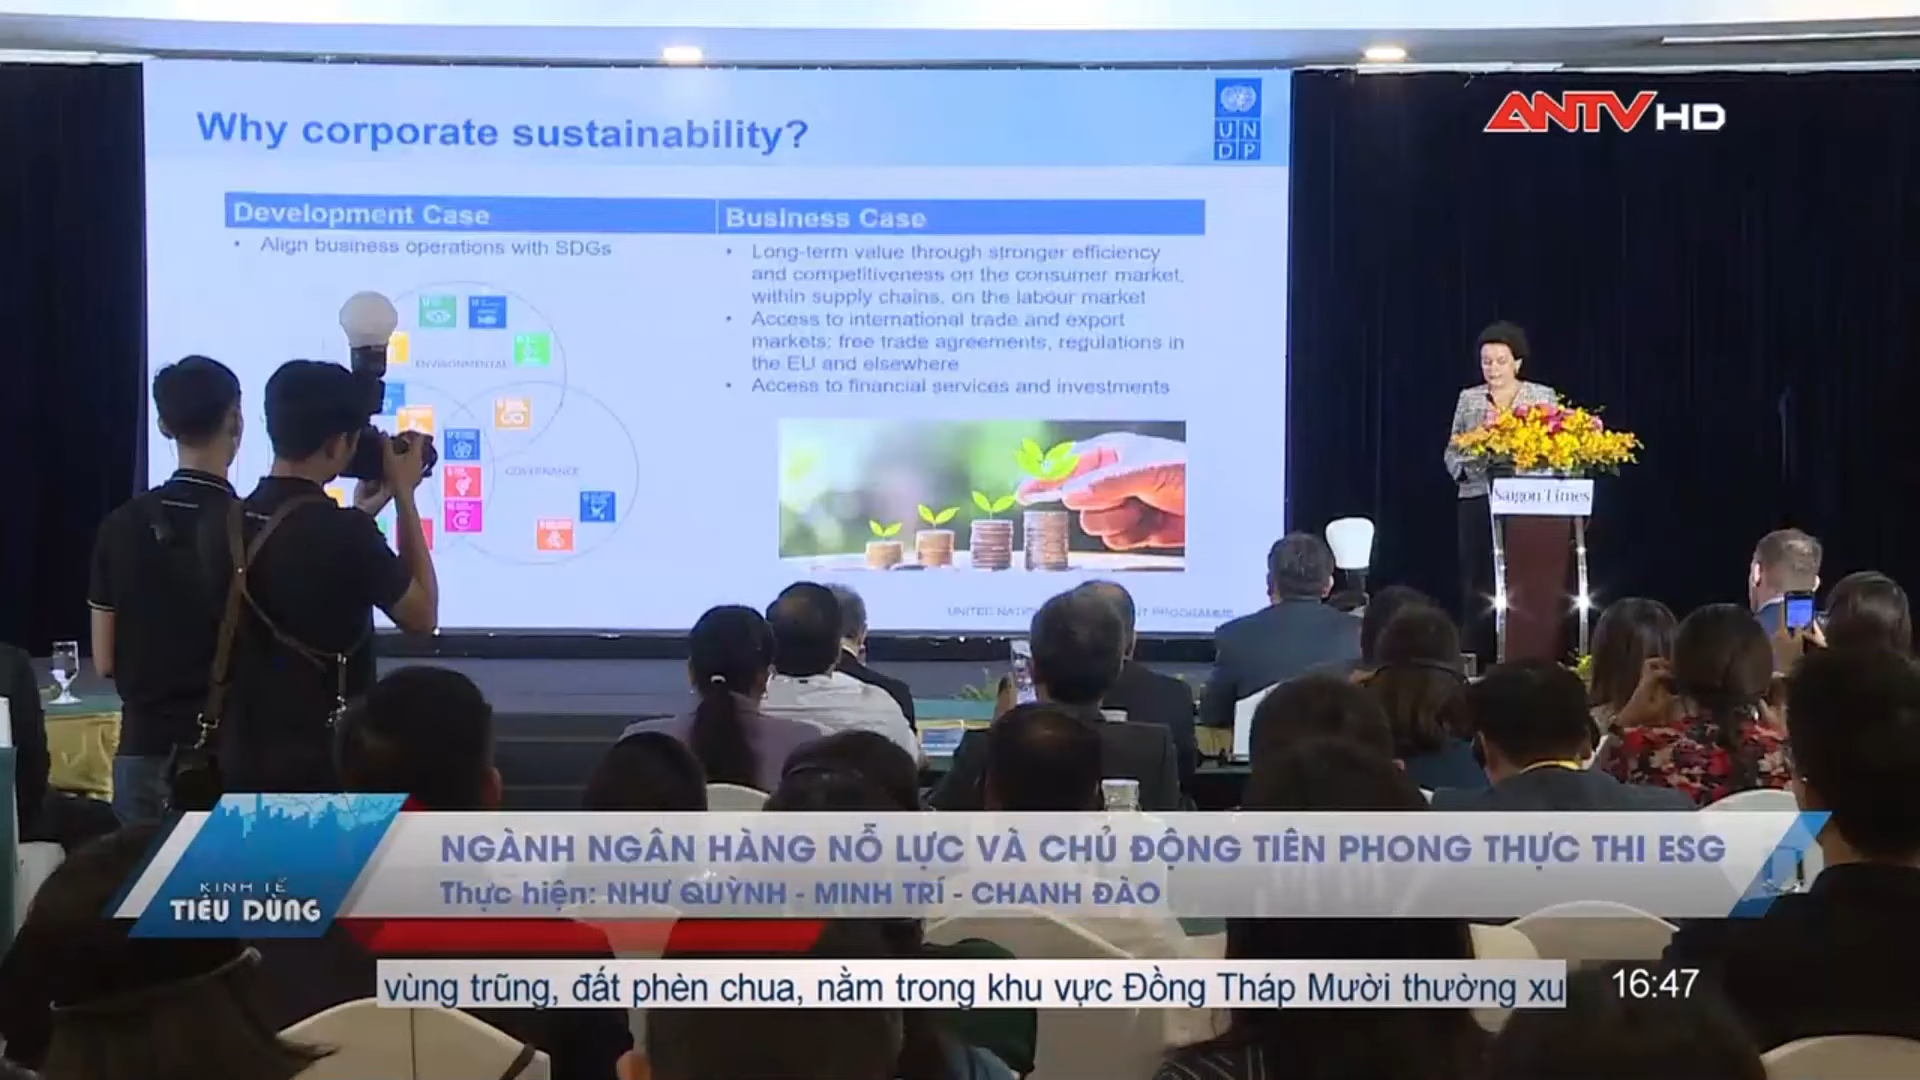 Why corporate sustainability?
UN
DP
ANTV HD
Development Case
Business Case
• Align business operations with SDGs
• Long-term value through stronger efficiency
and competitiveness on the consumer market,
within supply chains, on the labour market
• Access to international trade and export
markets; free trade agreements, regulations in
the EU and elsewhere
• Access to financial services and investments
ENVIRONMENTAL
GOVERNANCE
Saigon Times
KINH TẾ
TIÊU DÙNG
NGÀNH NGÂN HÀNG NỖ LỰC VÀ CHỦ ĐỘNG TIÊN PHONG THỰC THI ESG
Thực hiện: NHƯ QUỲNH - MINH TRÍ - CHANH ĐÀO
vùng trũng, đất phèn chua, nằm trong khu vực Đồng Tháp Mười thường xu
16:47